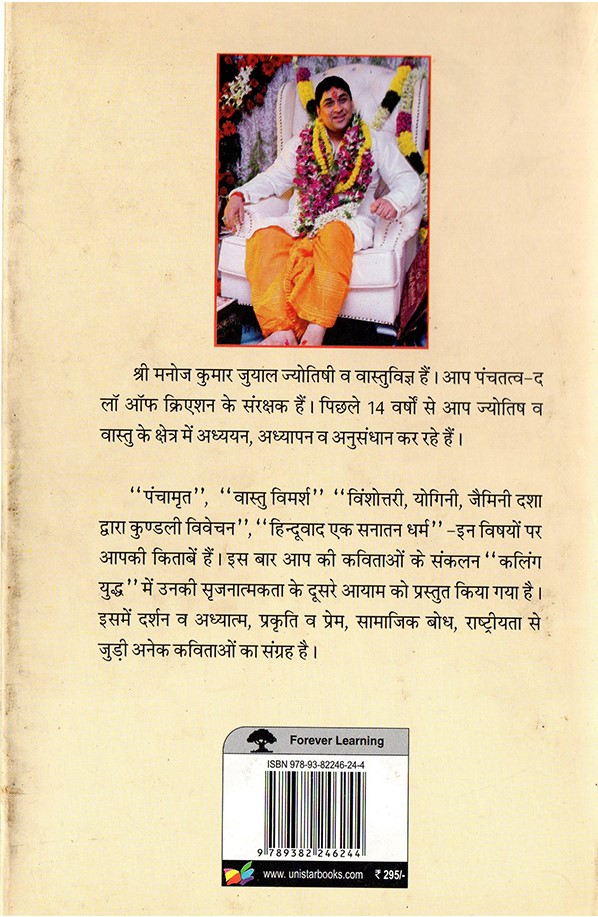 श्री मनोज कुमार जुयाल ज्योतिषी व वास्तुविज्ञ हैं। आप पंचतत्व-द
लॉ ऑफ क्रिएशन के संरक्षक हैं। पिछले 14 वर्षों से आप ज्योतिष व
वास्तु के क्षेत्र में अध्ययन, अध्यापन व अनुसंधान कर रहे हैं।
“पंचामृत”, “वास्तु विमर्श” “विंशोत्तरी, योगिनी, जैमिनी दशा
द्वारा कुण्डली विवेचन”, “हिन्दूवाद एक सनातन धर्म” -इन विषयों पर
आपकी किताबें हैं। इस बार आप की कविताओं के संकलन “कलिंग
युद्ध” में उनकी सृजनात्मकता के दूसरे आयाम को प्रस्तुत किया गया है।
इसमें दर्शन व अध्यात्म, प्रकृति व प्रेम, सामाजिक बोध, राष्ट्रीयता से
जुड़ी अनेक कविताओं का संग्रह है।
Forever Learning
ISBN 978-93-82246-24-4
9 789382 246244
www.unistarbooks.com ₹ 295/-